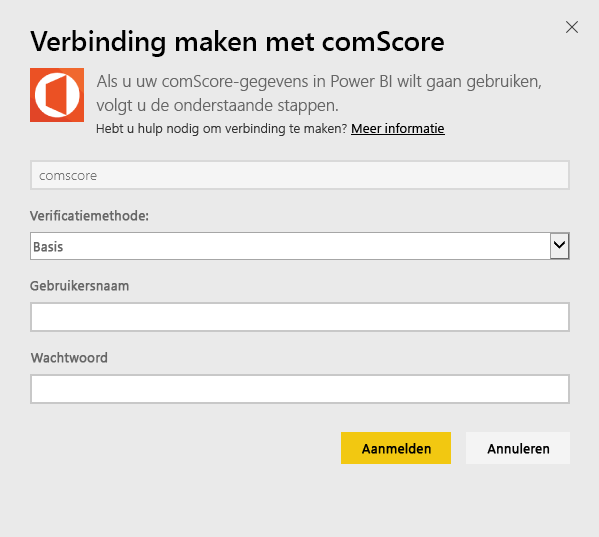 Verbinding maken met comScore
Als u uw comScore-gegevens in Power BI wilt gaan gebruiken,
volgt u de onderstaande stappen.
Hebt u hulp nodig om verbinding te maken? Meer informatie
comscore
Verificatiemethode:
Basis
Gebruikersnaam
Wachtwoord
Aanmelden Annuleren